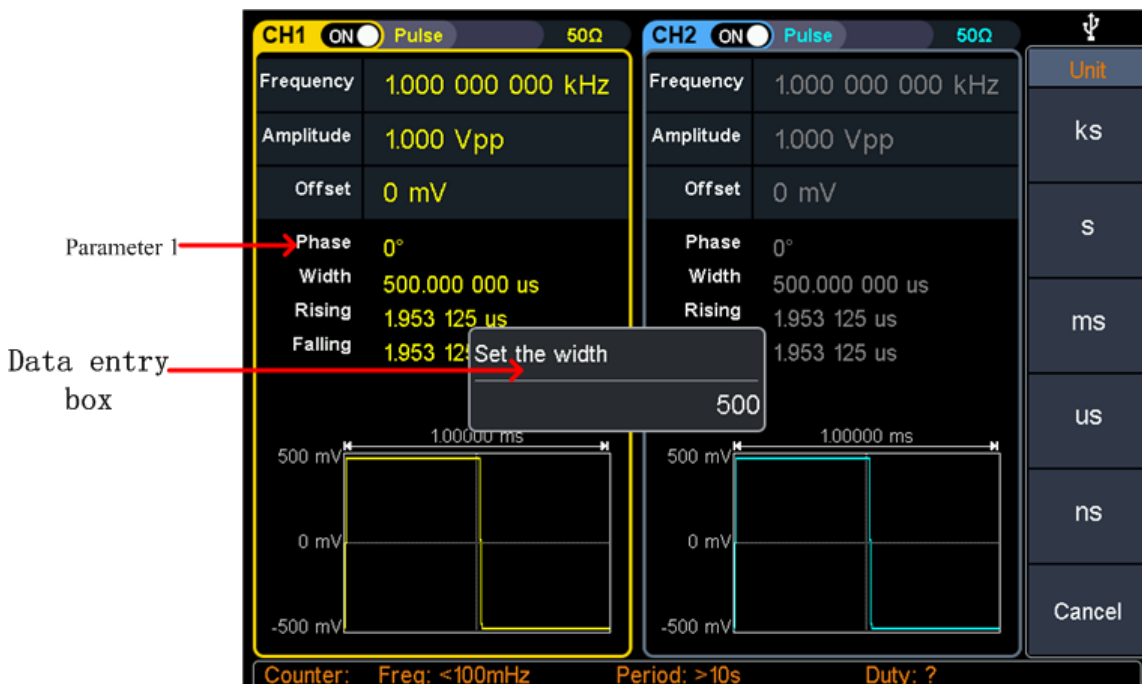 CH1 ON Pulse 50Ω
Frequency 1.000 000 000 kHz
Amplitude 1.000 Vpp
Offset 0 mV
Phase 0°
Width 500.000 000 us
Rising 1.953 125 us
Falling 1.953 12
1.00000 ms
500 mV
0 mV
-500 mV
CH2 ON Pulse 50Ω
Frequency 1.000 000 000 kHz
Amplitude 1.000 Vpp
Offset 0 mV
Phase 0°
Width 500.000 000 us
Rising 1.953 125 us
1.953 125 us
1.00000 ms
500 mV
0 mV
-500 mV
Set the width
500
Parameter 1
Data entry
box
Unit
ks
s
ms
us
ns
Cancel
Counter: Freq: <100mHz Period: >10s Duty: ?